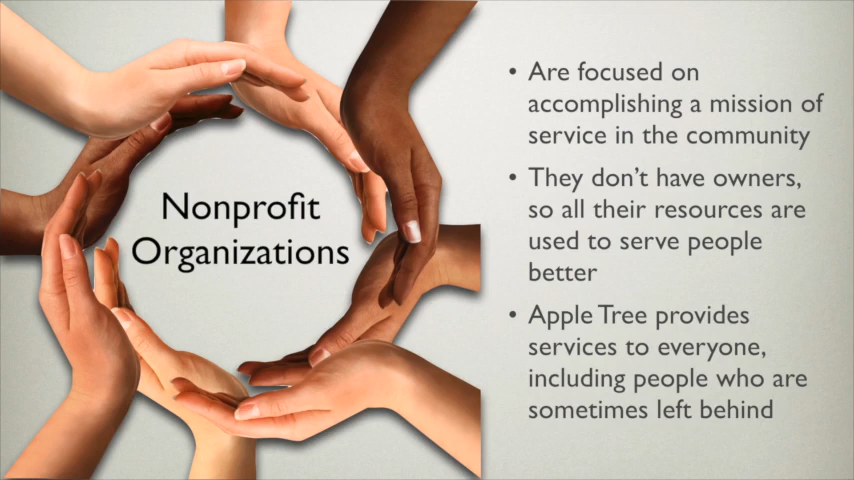 Nonprofit
Organizations
• Are focused on
accomplishing a mission of
service in the community
• They don’t have owners,
so all their resources are
used to serve people
better
• Apple Tree provides
services to everyone,
including people who are
sometimes left behind